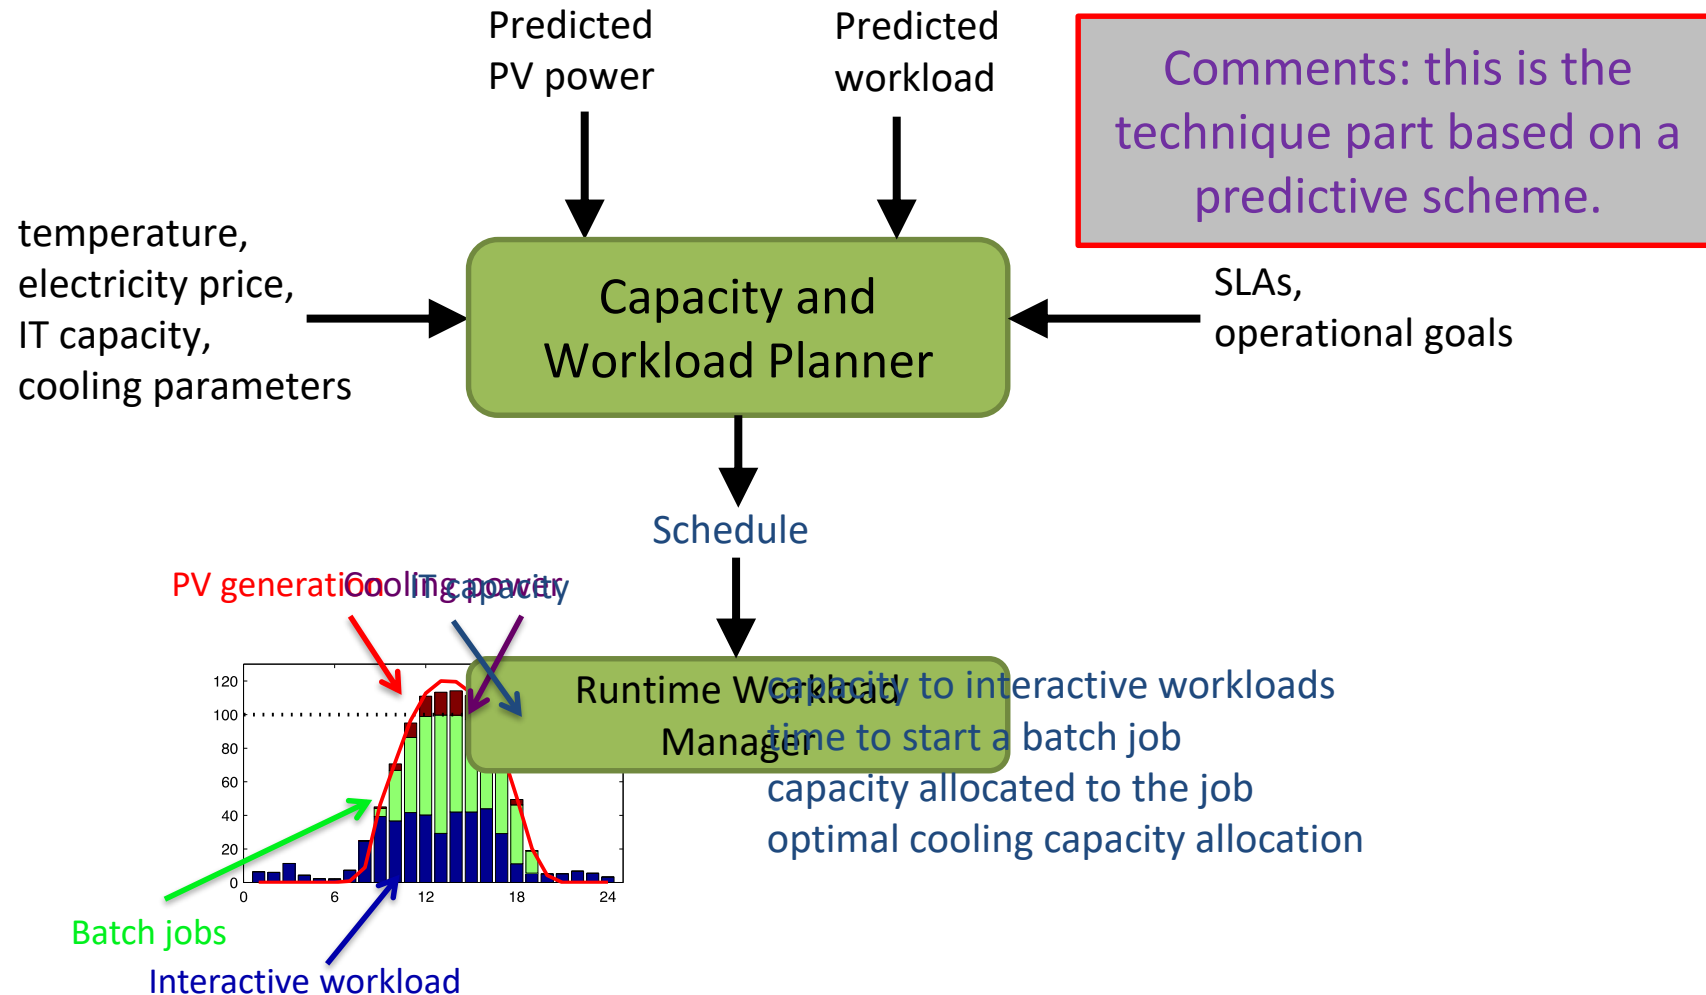 Predicted
PV power
Predicted
workload
Comments: this is the
technique part based on a
predictive scheme.
temperature,
electricity price,
IT capacity,
cooling parameters
Capacity and
Workload Planner
SLAs,
operational goals
Schedule
PV generation
Cooling power
IT capacity
Runtime Workload
Manager
capacity to interactive workloads
time to start a batch job
capacity allocated to the job
optimal cooling capacity allocation
120
100
80
60
40
20
0
0 6 12 18 24
Batch jobs
Interactive workload